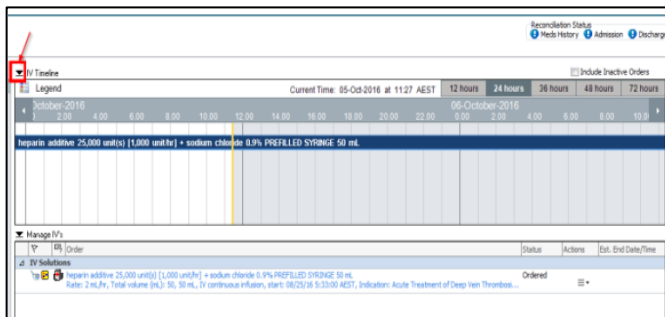 Reconciliation Status
Meds History Admission Discharge
IV Timeline Include Inactive Orders
Legend Current Time: 05-Oct-2016 at 11:27 AEST 12 hours 24 hours 36 hours 48 hours 72 hours
October-2016 06-October-2016
2.00 4.00 6.00 8.00 10.00 12.00 14.00 16.00 18.00 20.00 22.00 0.00 2.00 4.00 6.00 8.00
heparin additive 25,000 unit(s) [1,000 unit/hr] + sodium chloride 0.9% PREFILLED SYRINGE 50 mL
Manage IV's
Order Status Actions Est. End Date/Time
IV Solutions
heparin additive 25,000 unit(s) [1,000 unit/hr] + sodium chloride 0.9% PREFILLED SYRINGE 50 mL Ordered
Rate: 2 mL/hr, Total volume (mL): 50, 50 mL, IV continuous infusion, start: 08/25/16 5:33:00 AEST, Indication: Acute Treatment of Deep Vein Thrombosi...